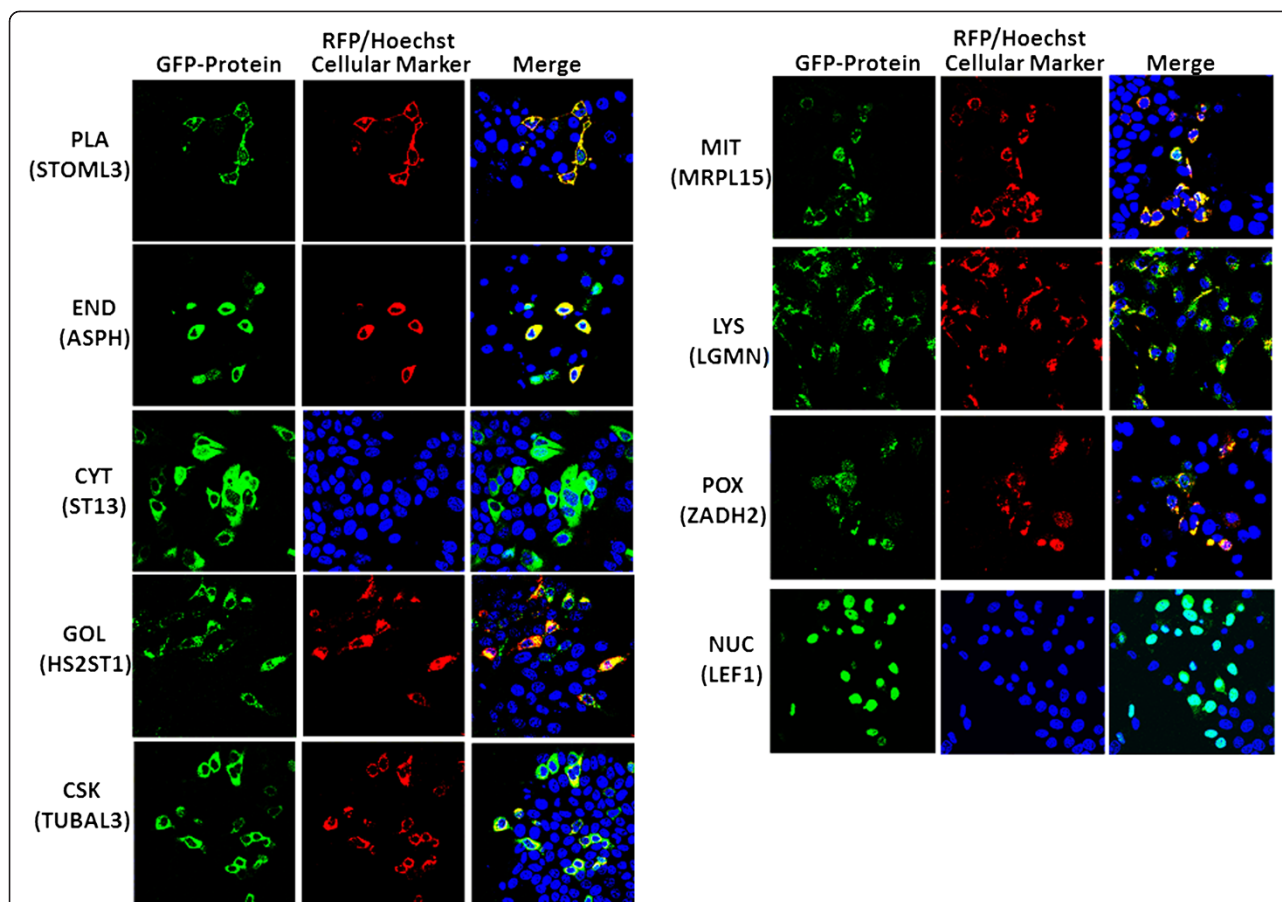 GFP-Protein
RFP/Hoechst
Cellular Marker
Merge
PLA
(STOML3)
END
(ASPH)
CYT
(ST13)
GOL
(HS2ST1)
CSK
(TUBAL3)
GFP-Protein
RFP/Hoechst
Cellular Marker
Merge
MIT
(MRPL15)
LYS
(LGMN)
POX
(ZADH2)
NUC
(LEF1)